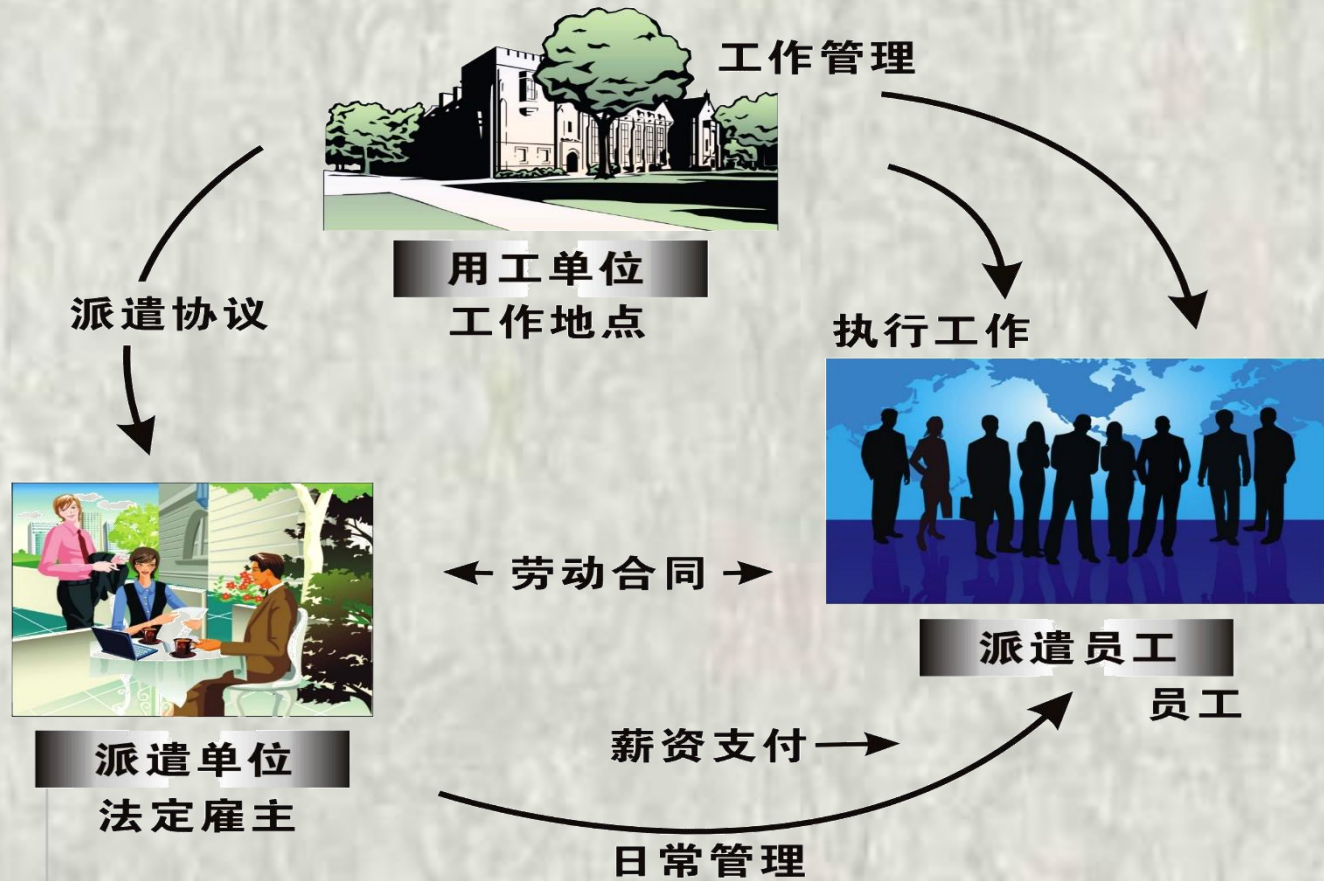 工作管理
用工单位
工作地点
派遣协议
执行工作
劳动合同
派遣员工
员工
薪资支付
派遣单位
法定雇主
日常管理